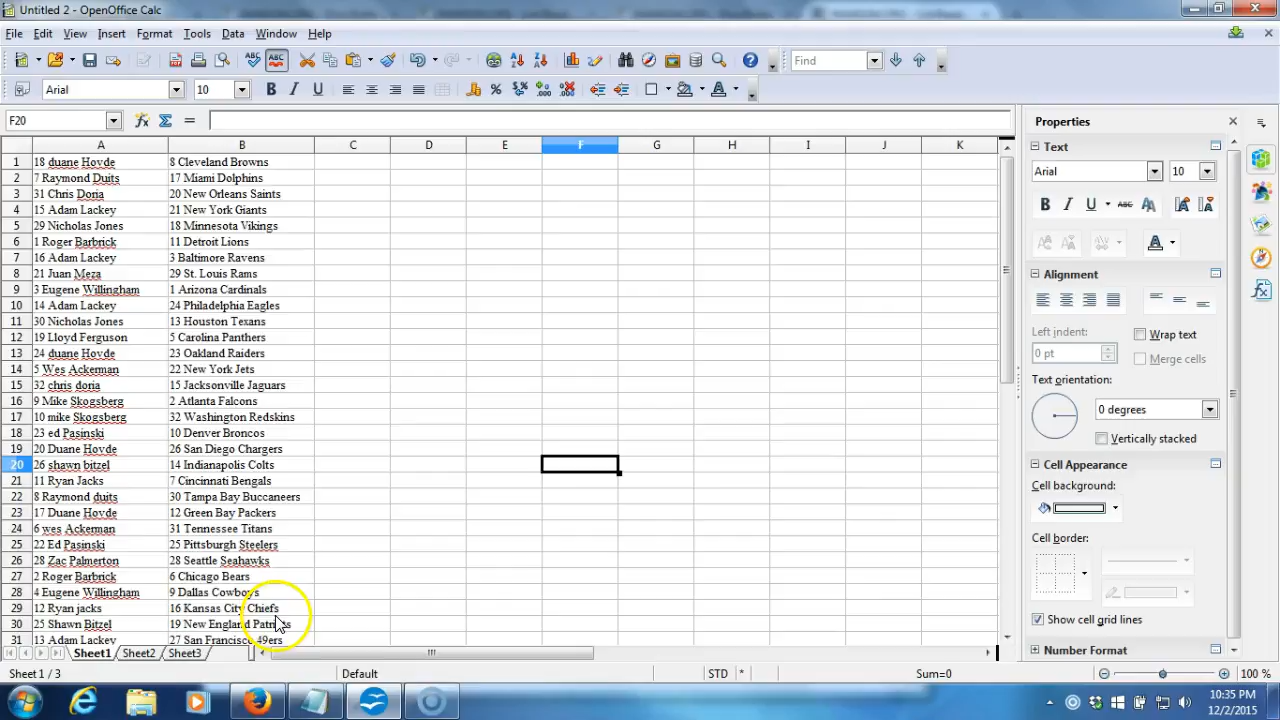 Untitled 2 - OpenOffice Calc
File Edit View Insert Format Tools Data Window Help
Find
Arial 10
F20
A B C D E F G H I J K
1 18 duane Hovde 8 Cleveland Browns
2 7 Raymond Duits 17 Miami Dolphins
3 31 Chris Doria 20 New Orleans Saints
4 15 Adam Lackey 21 New York Giants
5 29 Nicholas Jones 18 Minnesota Vikings
6 1 Roger Barbrick 11 Detroit Lions
7 16 Adam Lackey 3 Baltimore Ravens
8 21 Juan Meza 29 St. Louis Rams
9 3 Eugene Willingham 1 Arizona Cardinals
10 14 Adam Lackey 24 Philadelphia Eagles
11 30 Nicholas Jones 13 Houston Texans
12 19 Lloyd Ferguson 5 Carolina Panthers
13 24 duane Hovde 23 Oakland Raiders
14 5 Wes Ackerman 22 New York Jets
15 32 chris doria 15 Jacksonville Jaguars
16 9 Mike Skogsberg 2 Atlanta Falcons
17 10 mike Skogsberg 32 Washington Redskins
18 23 ed Pasinski 10 Denver Broncos
19 20 Duane Hovde 26 San Diego Chargers
20 26 shawn bitzel 14 Indianapolis Colts
21 11 Ryan Jacks 7 Cincinnati Bengals
22 8 Raymond duits 30 Tampa Bay Buccaneers
23 17 Duane Hovde 12 Green Bay Packers
24 6 wes Ackerman 31 Tennessee Titans
25 22 Ed Pasinski 25 Pittsburgh Steelers
26 28 Zac Palmerton 28 Seattle Seahawks
27 2 Roger Barbrick 6 Chicago Bears
28 4 Eugene Willingham 9 Dallas Cowboys
29 12 Ryan jacks 16 Kansas City Chiefs
30 25 Shawn Bitzel 19 New England Patriots
31 13 Adam Lackey 27 San Francisco 49ers
Sheet1 Sheet2 Sheet3
Sheet 1 / 3 Default STD * Sum=0 100 %
Properties
Text
Arial 10
Alignment
Left indent:
Wrap text
0 pt
Merge cells
Text orientation:
0 degrees
Vertically stacked
Cell Appearance
Cell background:
Cell border:
Show cell grid lines
Number Format
10:35 PM
12/2/2015